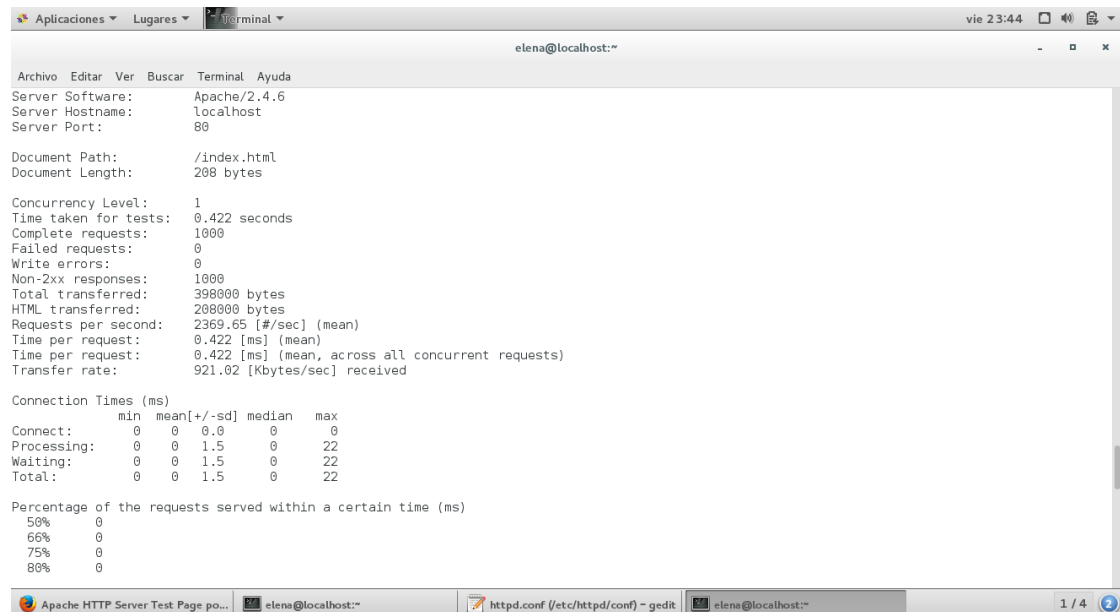 Aplicaciones Lugares Terminal vie 23:44
elena@localhost:~
Archivo Editar Ver Buscar Terminal Ayuda
Server Software: Apache/2.4.6
Server Hostname: localhost
Server Port: 80
Document Path: /index.html
Document Length: 208 bytes
Concurrency Level: 1
Time taken for tests: 0.422 seconds
Complete requests: 1000
Failed requests: 0
Write errors: 0
Non-2xx responses: 1000
Total transferred: 398000 bytes
HTML transferred: 208000 bytes
Requests per second: 2369.65 [#/sec] (mean)
Time per request: 0.422 [ms] (mean)
Time per request: 0.422 [ms] (mean, across all concurrent requests)
Transfer rate: 921.02 [Kbytes/sec] received
Connection Times (ms)
min mean[+/-sd] median max
Connect: 0 0 0.0 0 0
Processing: 0 0 1.5 0 22
Waiting: 0 0 1.5 0 22
Total: 0 0 1.5 0 22
Percentage of the requests served within a certain time (ms)
50% 0
66% 0
75% 0
80% 0
Apache HTTP Server Test Page po... elena@localhost:~ httpd.conf (/etc/httpd/conf) - gedit elena@localhost:~ 1 / 4 2